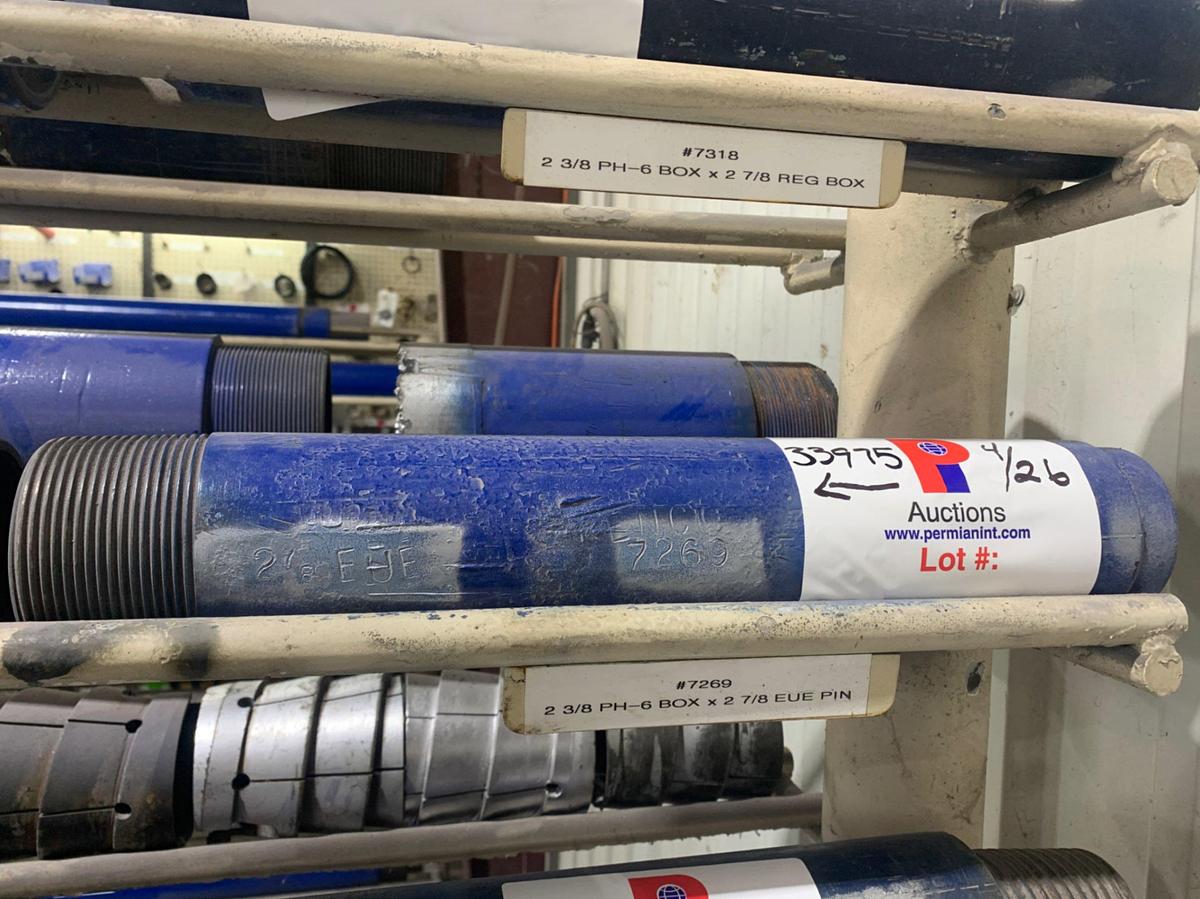 #7318
2 3/8 PH-6 BOX x 2 7/8 REG BOX
33975
4/26
P
Auctions
www.permianint.com
Lot #:
EUE
7269
#7269
2 3/8 PH-6 BOX x 2 7/8 EUE PIN